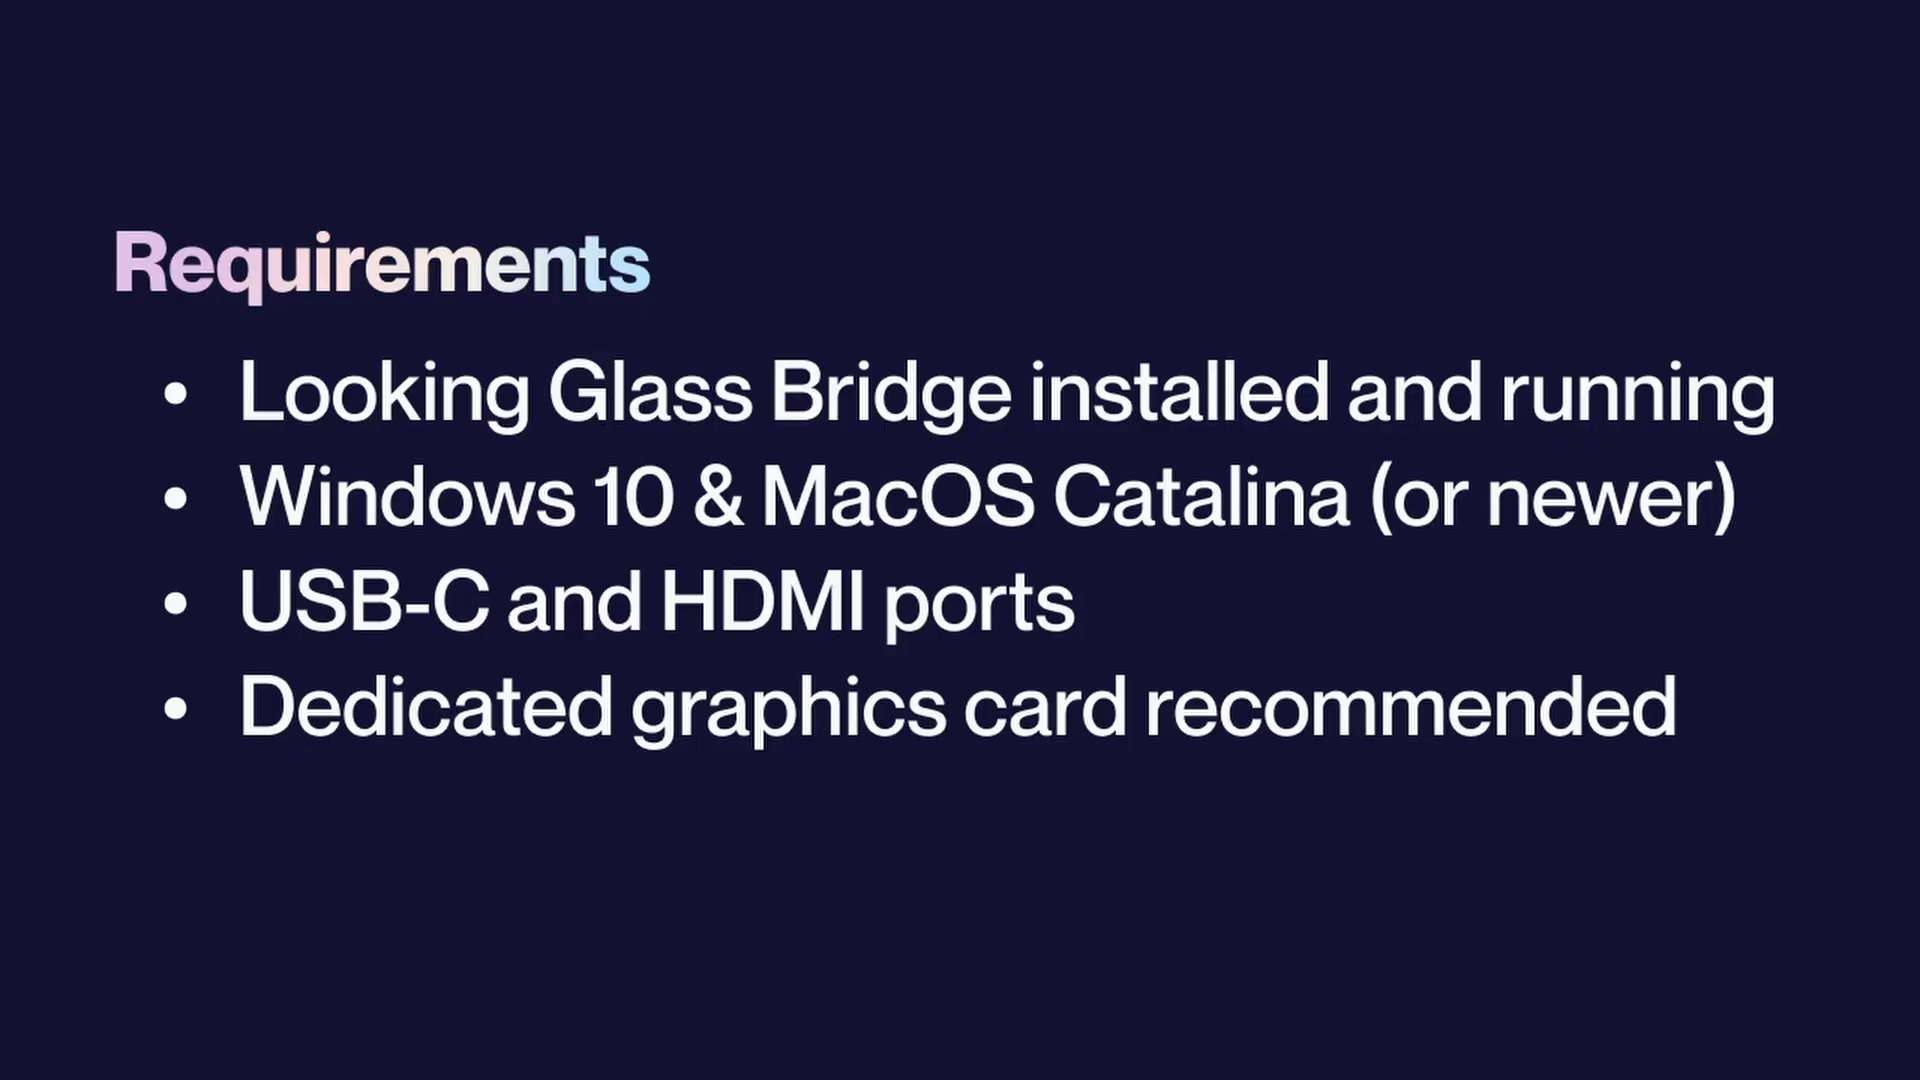 Requirements
• Looking Glass Bridge installed and running
• Windows 10 & MacOS Catalina (or newer)
• USB-C and HDMI ports
• Dedicated graphics card recommended